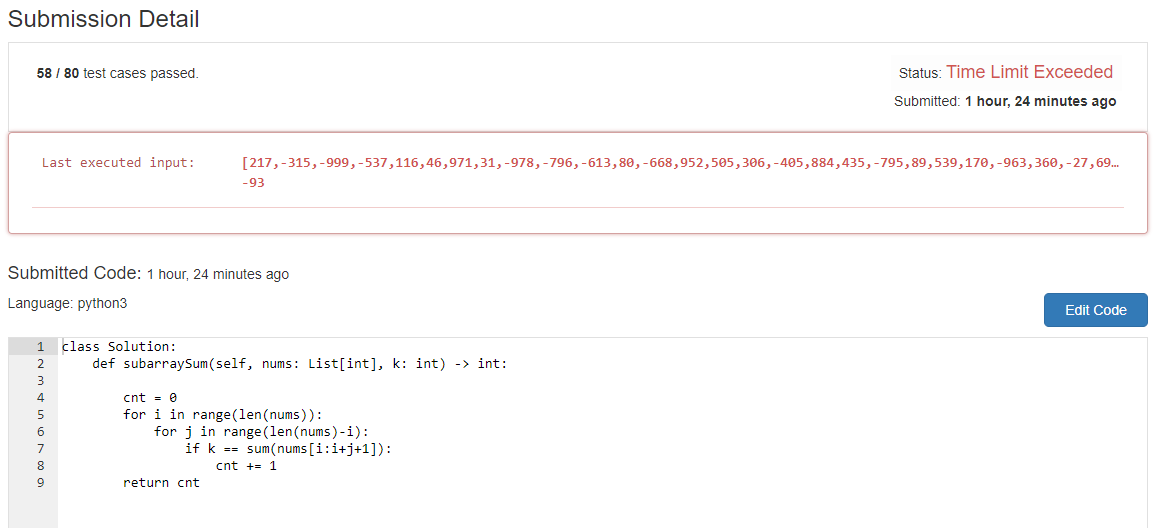 Submission Detail
58 / 80 test cases passed.
Status: Time Limit Exceeded
Submitted: 1 hour, 24 minutes ago
Last executed input: [217,-315,-999,-537,116,46,971,31,-978,-796,-613,80,-668,952,505,306,-405,884,435,-795,89,539,170,-963,360,-27,69…
-93
Submitted Code: 1 hour, 24 minutes ago
Language: python3
Edit Code
1 class Solution:
2     def subarraySum(self, nums: List[int], k: int) -> int:
3
4         cnt = 0
5         for i in range(len(nums)):
6             for j in range(len(nums)-i):
7                 if k == sum(nums[i:i+j+1]):
8                     cnt += 1
9         return cnt